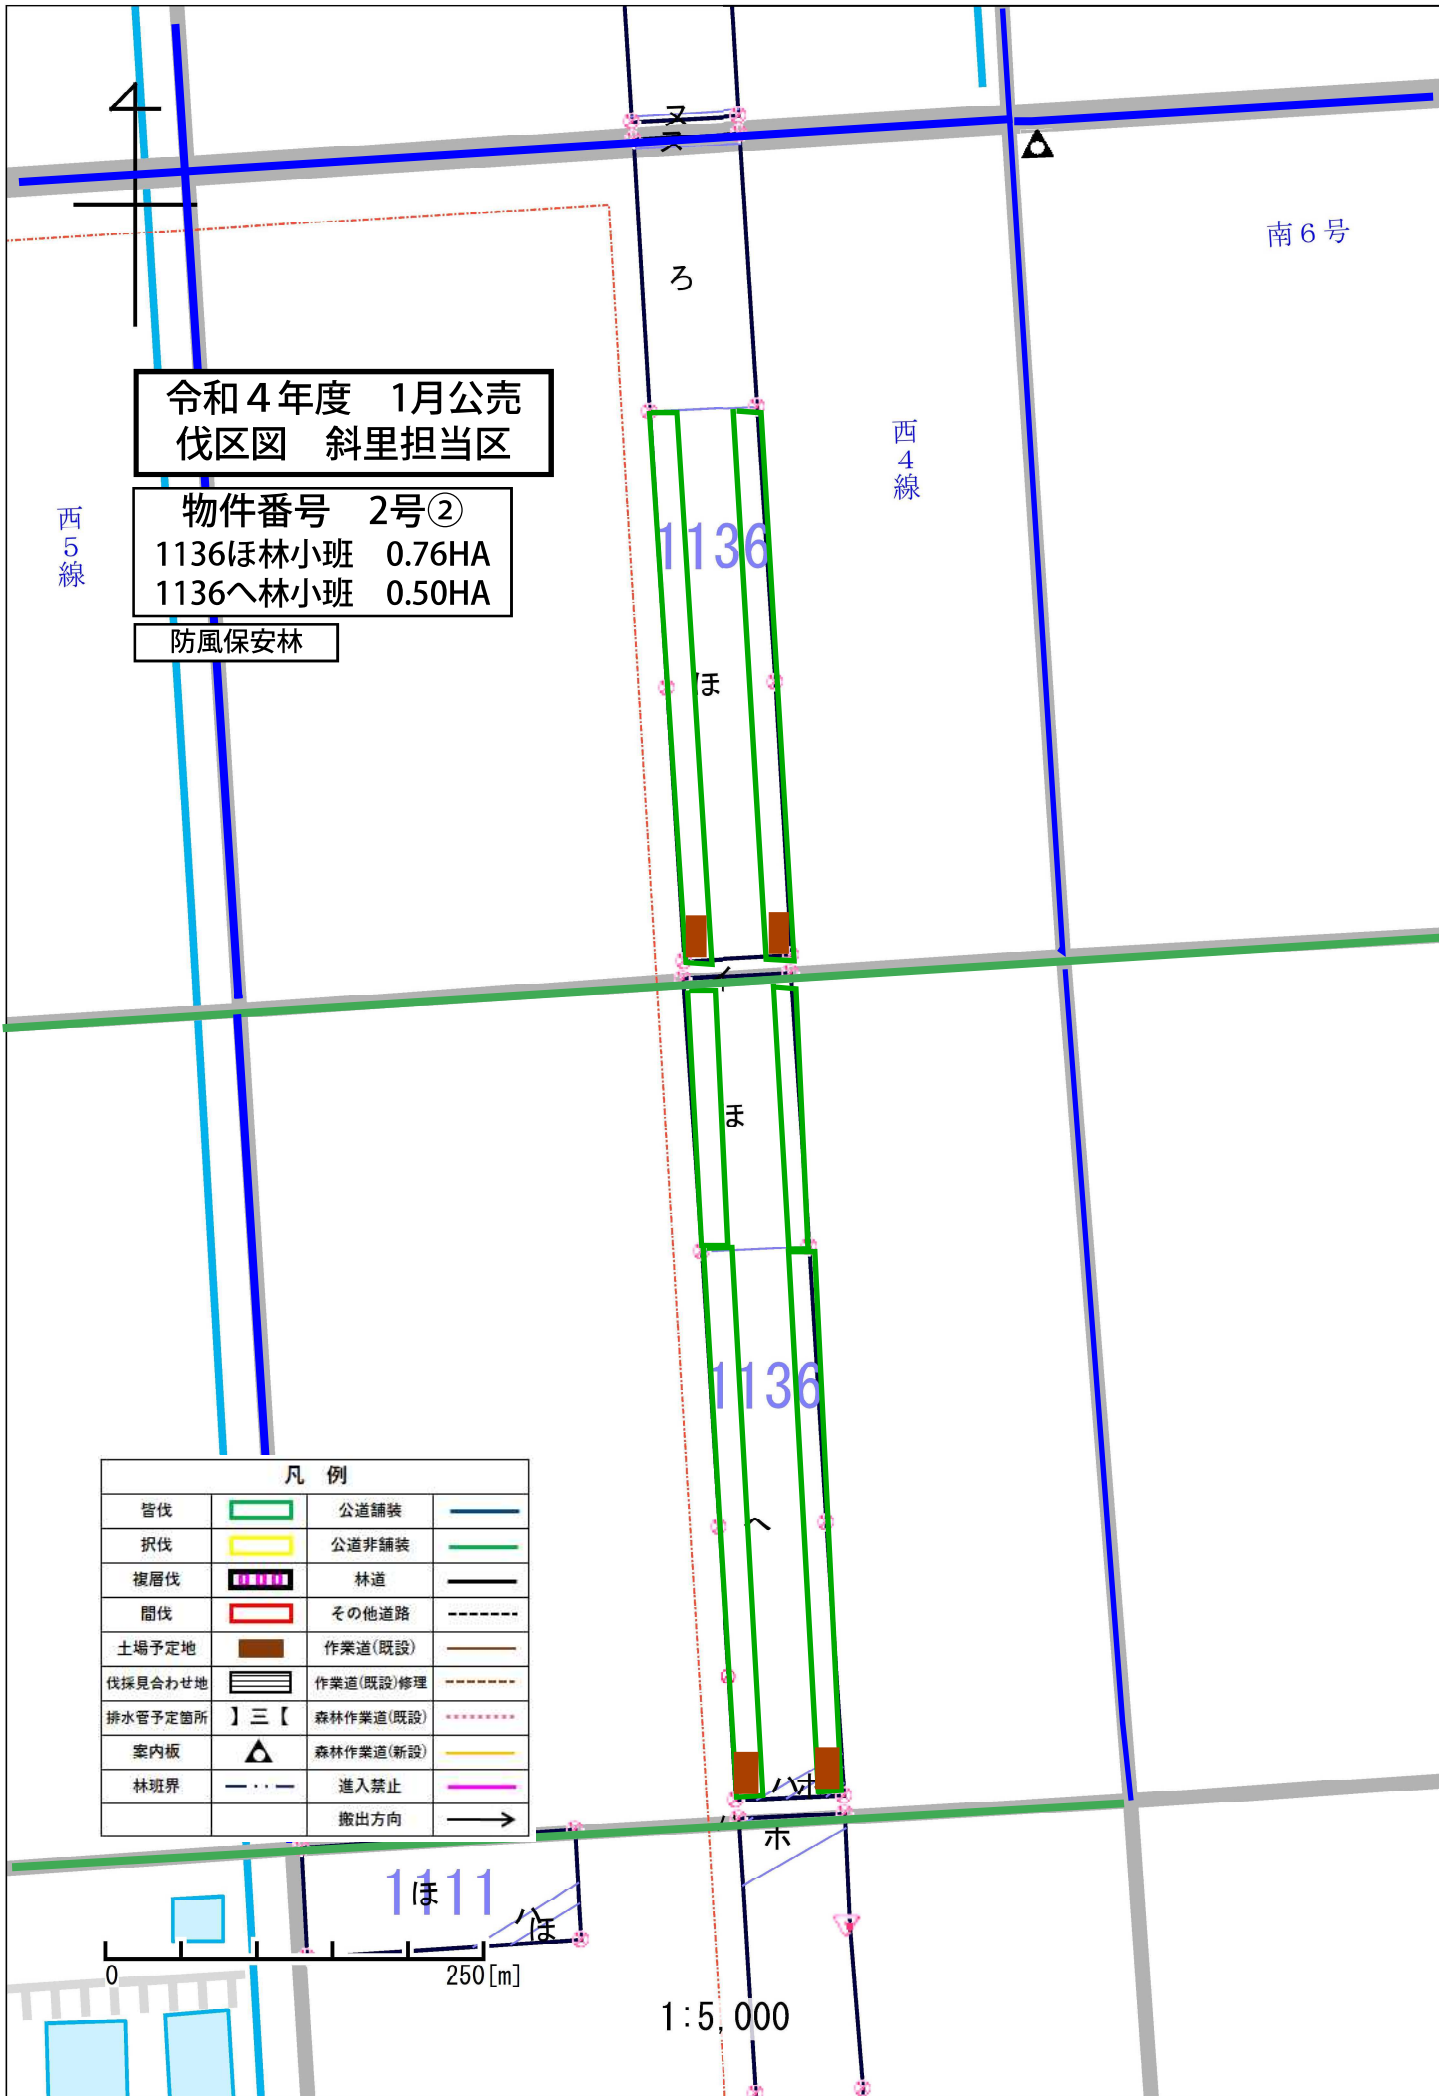 ヌ
ヌ
南６号
ろ
令和４年度　1月公売
伐区図　斜里担当区
西４線
物件番号　2号②
1136ほ林小班　0.76HA
1136へ林小班　0.50HA
西５線
1136
防風保安林
ほ
イ
ほ
1136
凡　例
皆伐　公道舗装
択伐　公道非舗装
複層伐　林道
間伐　その他道路
土場予定地　作業道(既設)
伐採見合わせ地　作業道(既設)修理
排水管予定箇所　】三【　森林作業道(既設)
案内板　森林作業道(新設)
林班界　進入禁止
搬出方向
へ
ハホ
ホ
1111
ほ
ハ
ほ
0　250[m]
1:5,000